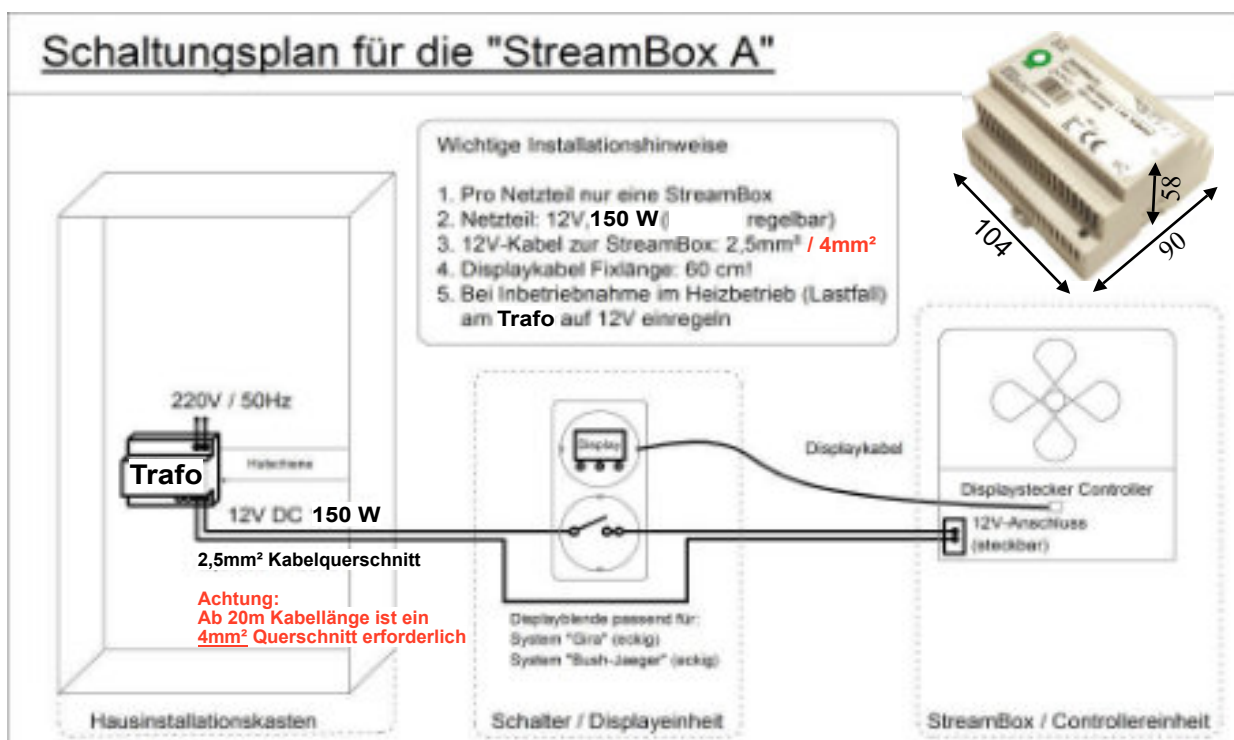 Schaltungsplan für die "StreamBox A"
Wichtige Installationshinweise
1. Pro Netzteil nur eine StreamBox
2. Netzteil: 12V, 150 W ( regelbar)
3. 12V-Kabel zur StreamBox: 2,5mm² / 4mm²
4. Displaykabel Fixlänge: 60 cm!
5. Bei Inbetriebnahme im Heizbetrieb (Lastfall)
am Trafo auf 12V einregeln
104
90
58
220V / 50Hz
Trafo
Hutschiene
12V DC 150 W
2,5mm² Kabelquerschnitt
Achtung:
Ab 20m Kabellänge ist ein
4mm² Querschnitt erforderlich
Hausinstallationskasten
Display
Displayblende passend für:
System "Gira" (eckig)
System "Bush-Jaeger" (eckig)
Schalter / Displayeinheit
Displaykabel
Displaystecker Controller
12V-Anschluss
(steckbar)
StreamBox / Controllereinheit